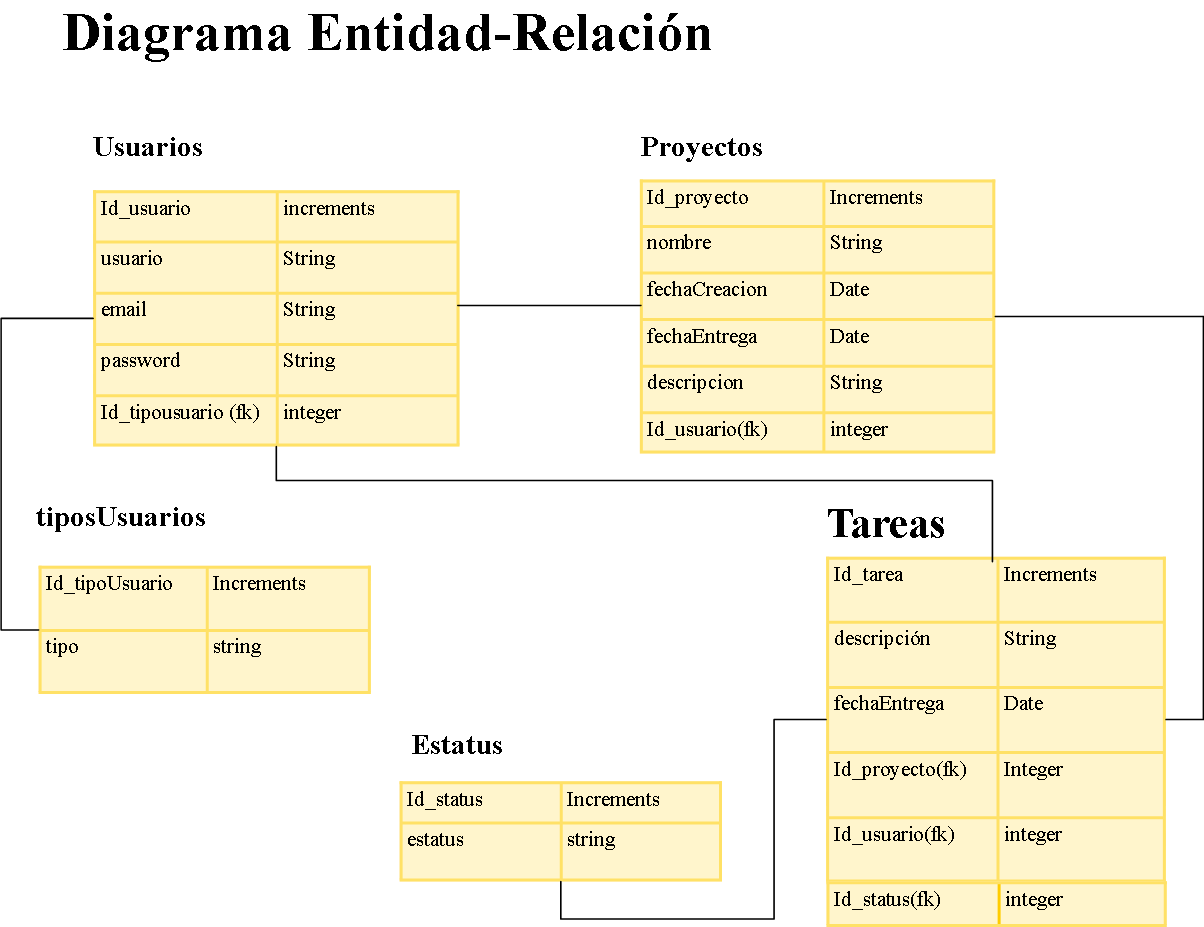 Diagrama Entidad-Relación
Usuarios
Id_usuario increments
usuario String
email String
password String
Id_tipousuario (fk) integer
Proyectos
Id_proyecto Increments
nombre String
fechaCreacion Date
fechaEntrega Date
descripcion String
Id_usuario(fk) integer
tiposUsuarios
Id_tipoUsuario Increments
tipo string
Tareas
Id_tarea Increments
descripción String
fechaEntrega Date
Id_proyecto(fk) Integer
Id_usuario(fk) integer
Id_status(fk) integer
Estatus
Id_status Increments
estatus string